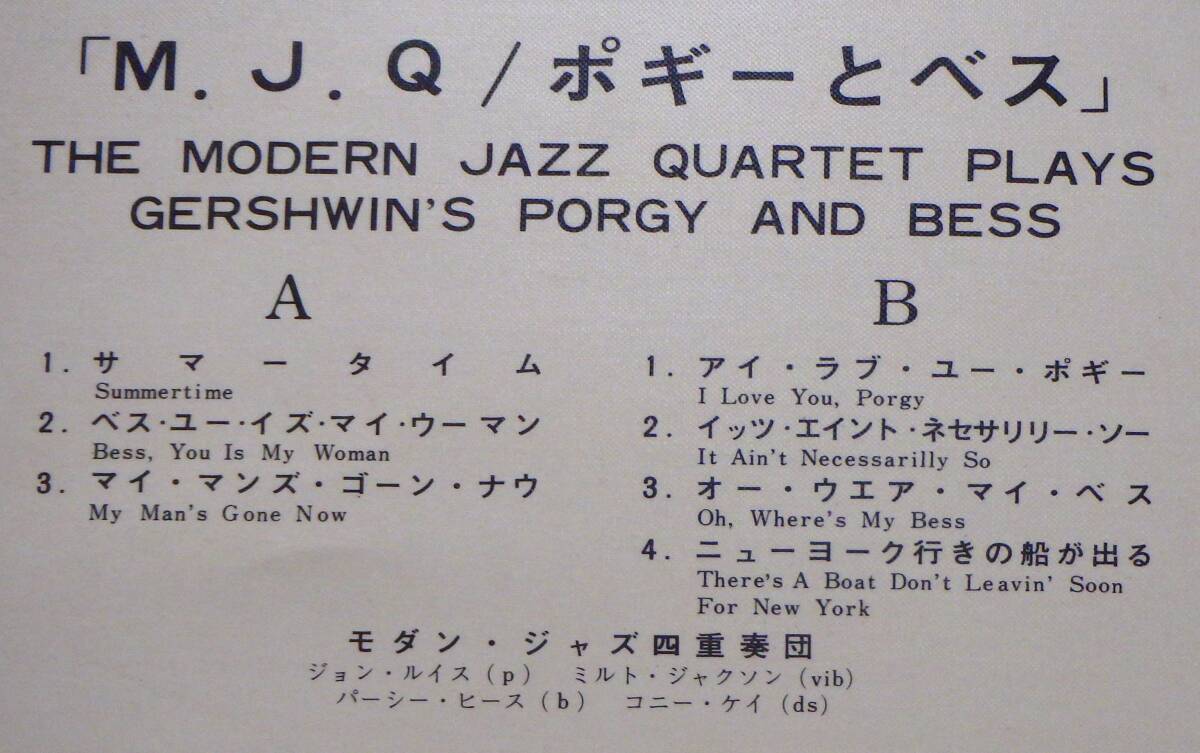 「M. J. Q / ポギーとベス」
THE MODERN JAZZ QUARTET PLAYS
GERSHWIN'S PORGY AND BESS
A
1. サマータイム
Summertime
2. ベス・ユー・イズ・マイ・ウーマン
Bess, You Is My Woman
3. マイ・マンズ・ゴーン・ナウ
My Man's Gone Now
B
1. アイ・ラブ・ユー・ポギー
I Love You, Porgy
2. イッツ・エイント・ネセサリリー・ソー
It Ain't Necessarilly So
3. オー・ウエア・マイ・ベス
Oh, Where's My Bess
4. ニューヨーク行きの船が出る
There's A Boat Don't Leavin' Soon
For New York
モダン・ジャズ四重奏団
ジョン・ルイス(p) ミルト・ジャクソン(vib)
パーシー・ヒース(b) コニー・ケイ(ds)